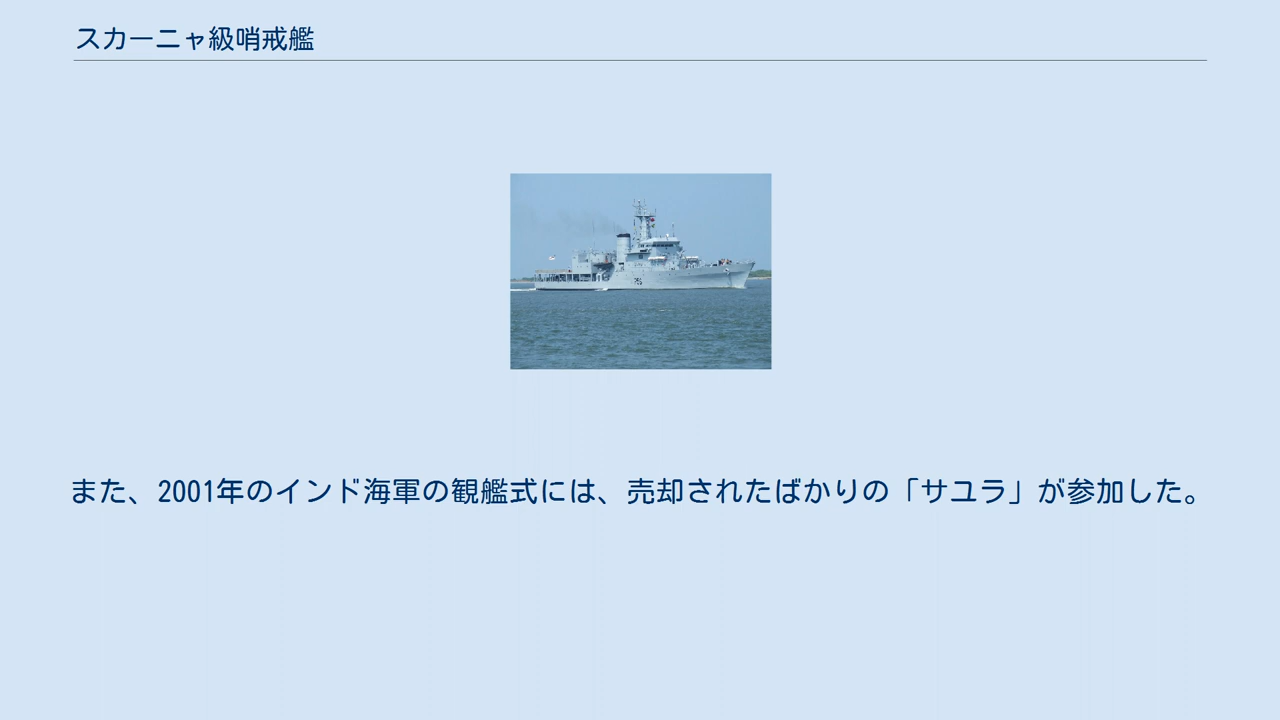 スカーニャ級哨戒艦
また、2001年のインド海軍の観艦式には、売却されたばかりの「サユラ」が参加した。